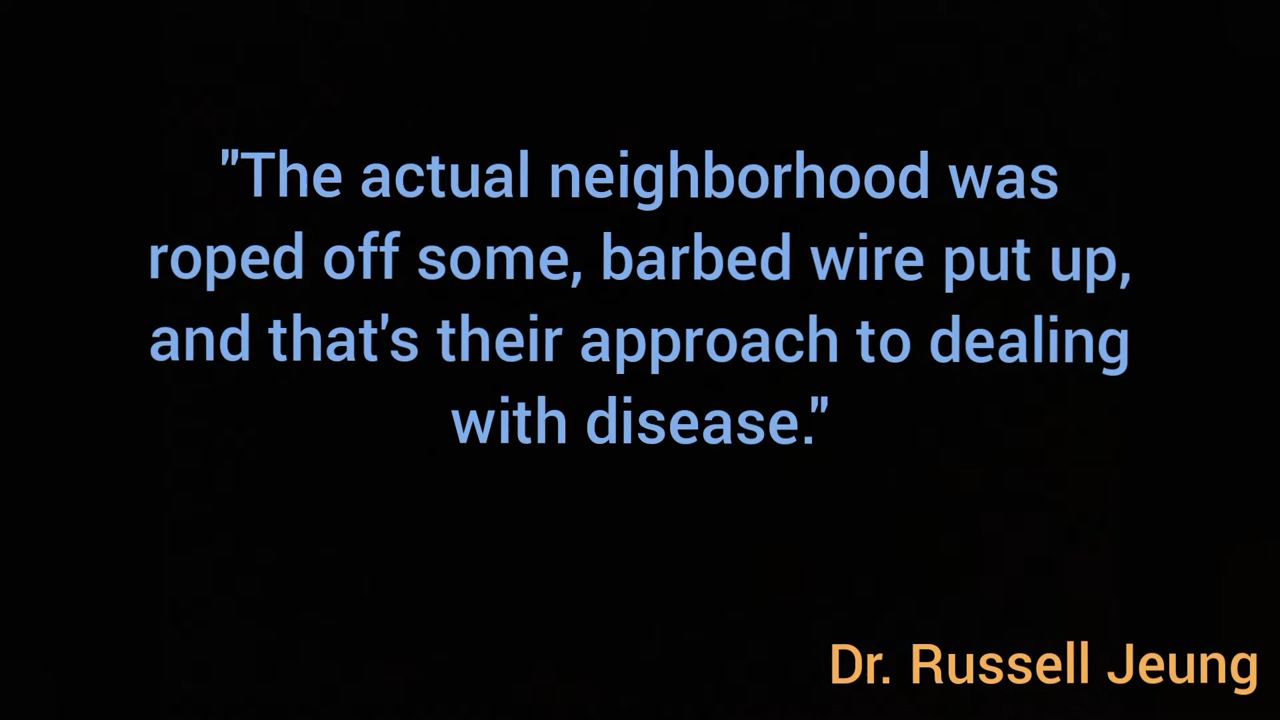 "The actual neighborhood was
roped off some, barbed wire put up,
and that's their approach to dealing
with disease."
Dr. Russell Jeung